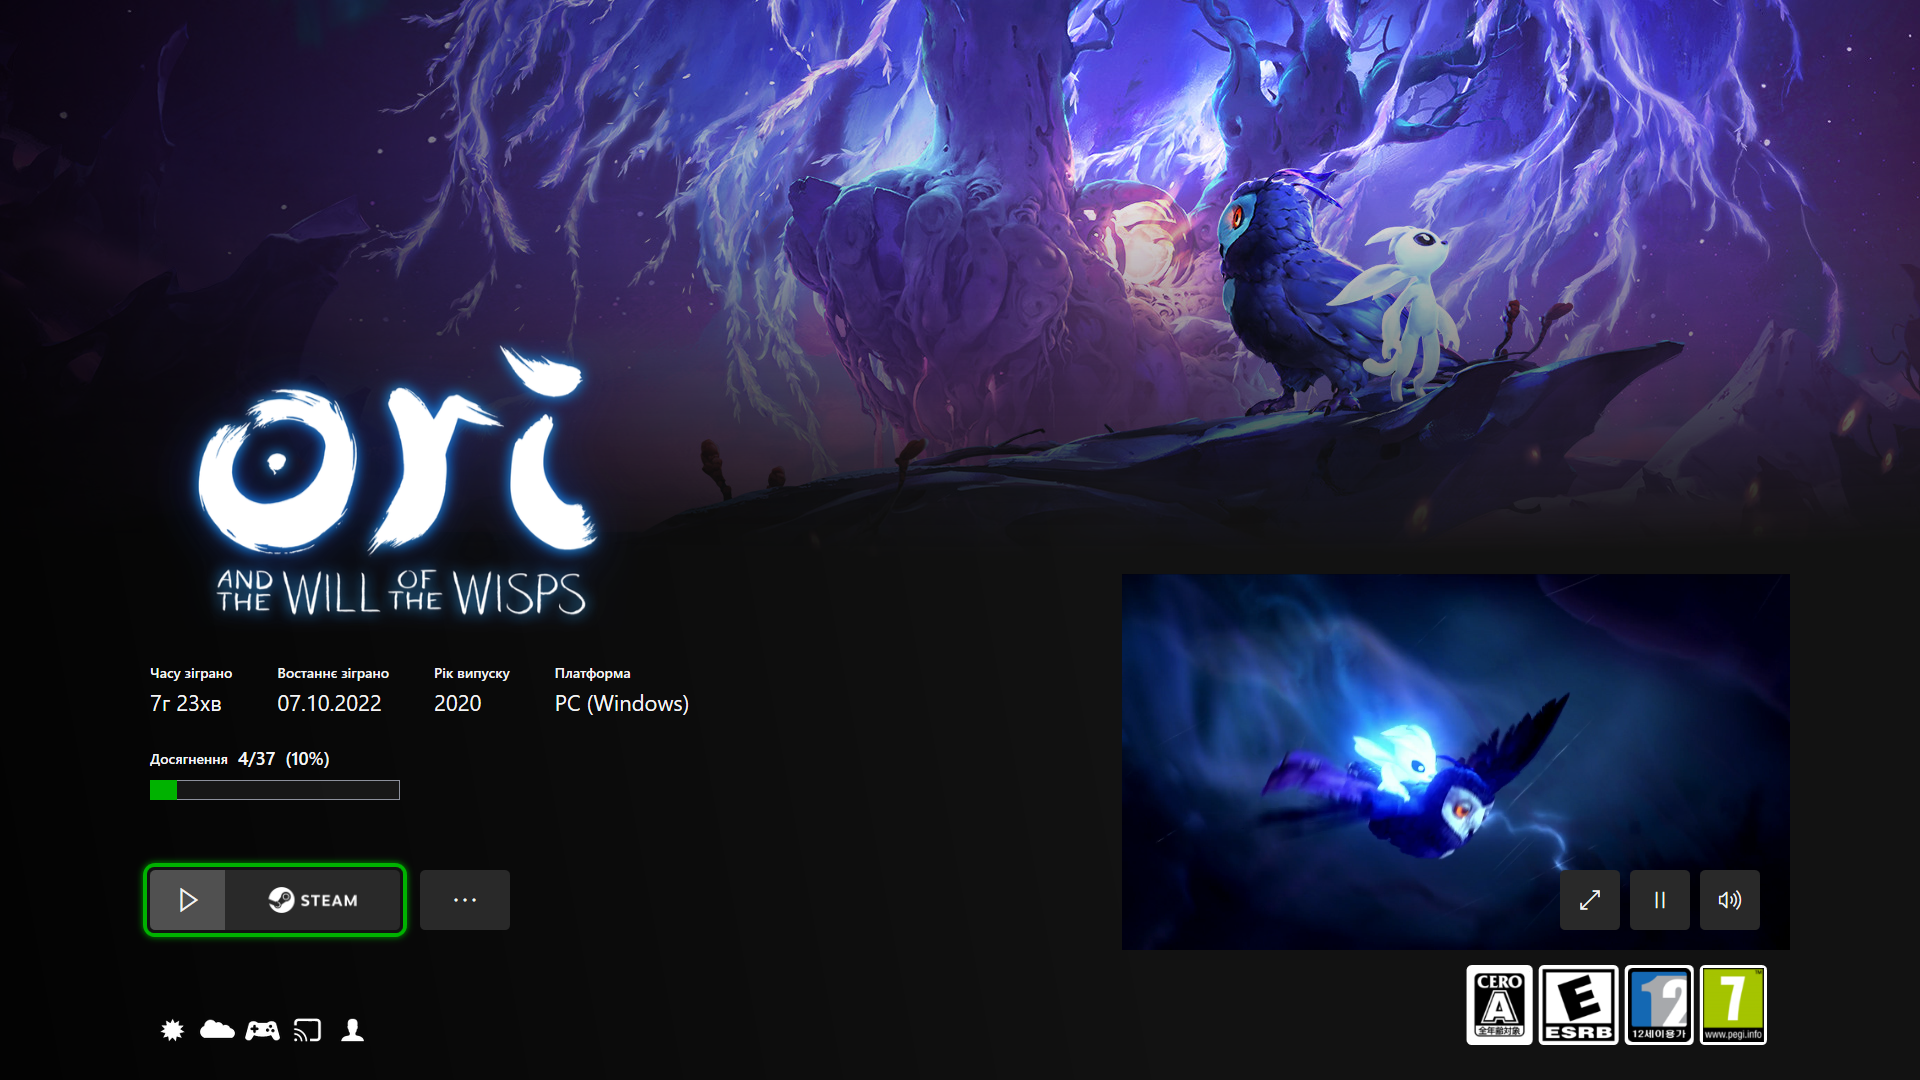 ori
AND THE WILL OF THE WISPS
Часу зіграно
7г 23хв
Востаннє зіграно
07.10.2022
Рік випуску
2020
Платформа
PC (Windows)
Досягнення 4/37 (10%)
STEAM
CERO
A
全年齢対象
E
ESRB
12
12세이용가
7
www.pegi.info